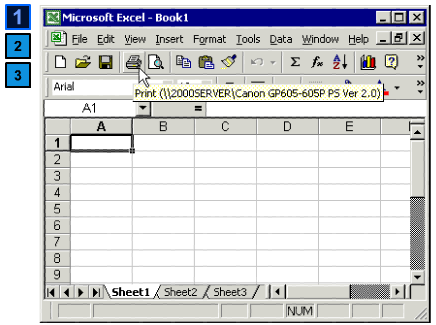 1
2
3
Microsoft Excel - Book1
File Edit View Insert Format Tools Data Window Help
Σ fx
Arial
Print (\\2000SERVER\Canon GP605-605P PS Ver 2.0)
A1 =
A B C D E
1
2
3
4
5
6
7
8
9
Sheet1 Sheet2 Sheet3
NUM